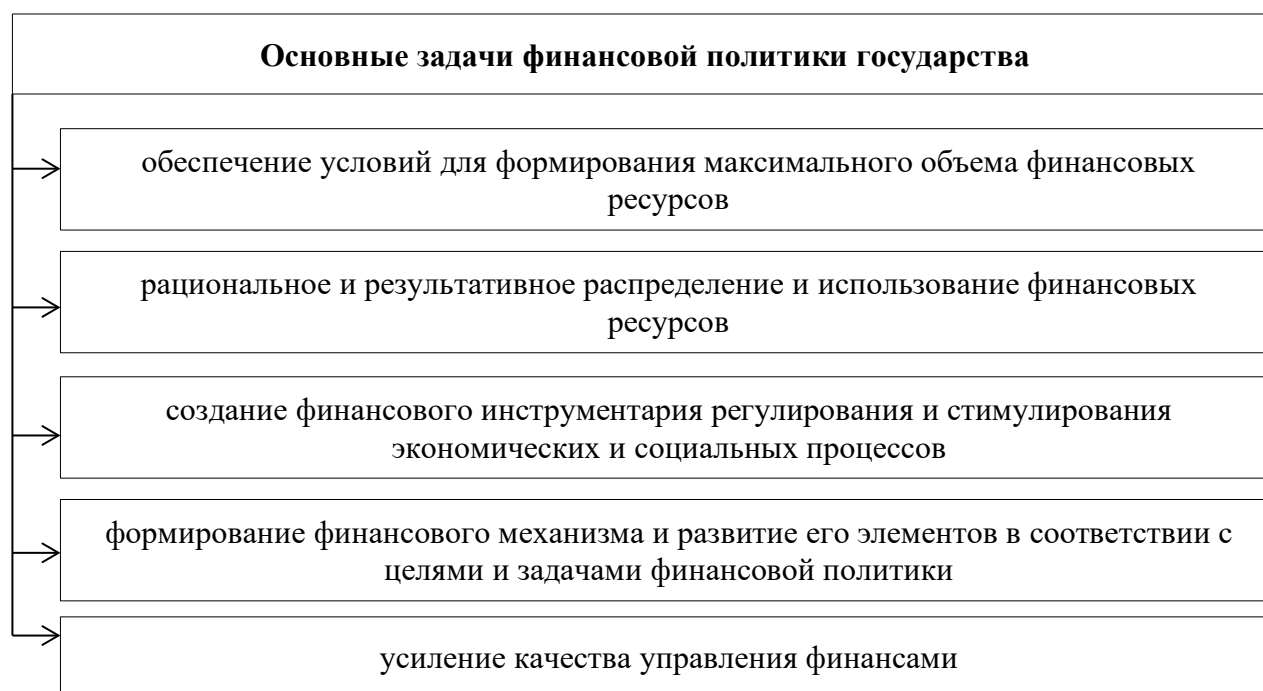 Основные задачи финансовой политики государства
обеспечение условий для формирования максимального объема финансовых
ресурсов
рациональное и результативное распределение и использование финансовых
ресурсов
создание финансового инструментария регулирования и стимулирования
экономических и социальных процессов
формирование финансового механизма и развитие его элементов в соответствии с
целями и задачами финансовой политики
усиление качества управления финансами